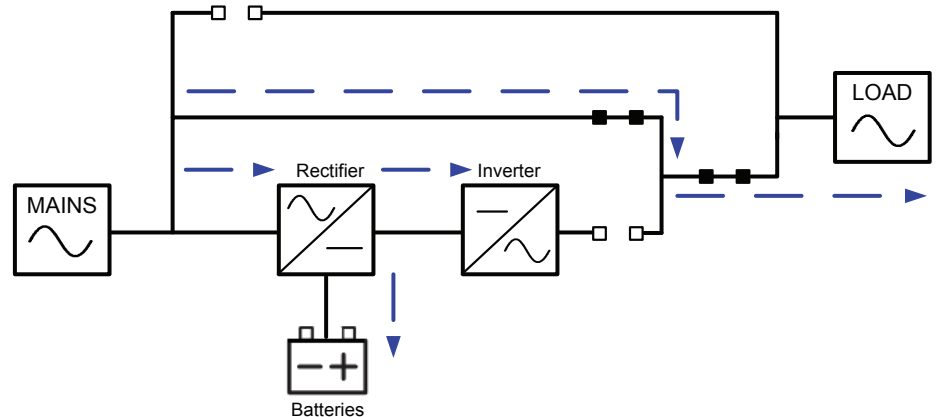 LOAD
Rectifier
Inverter
MAINS
Batteries